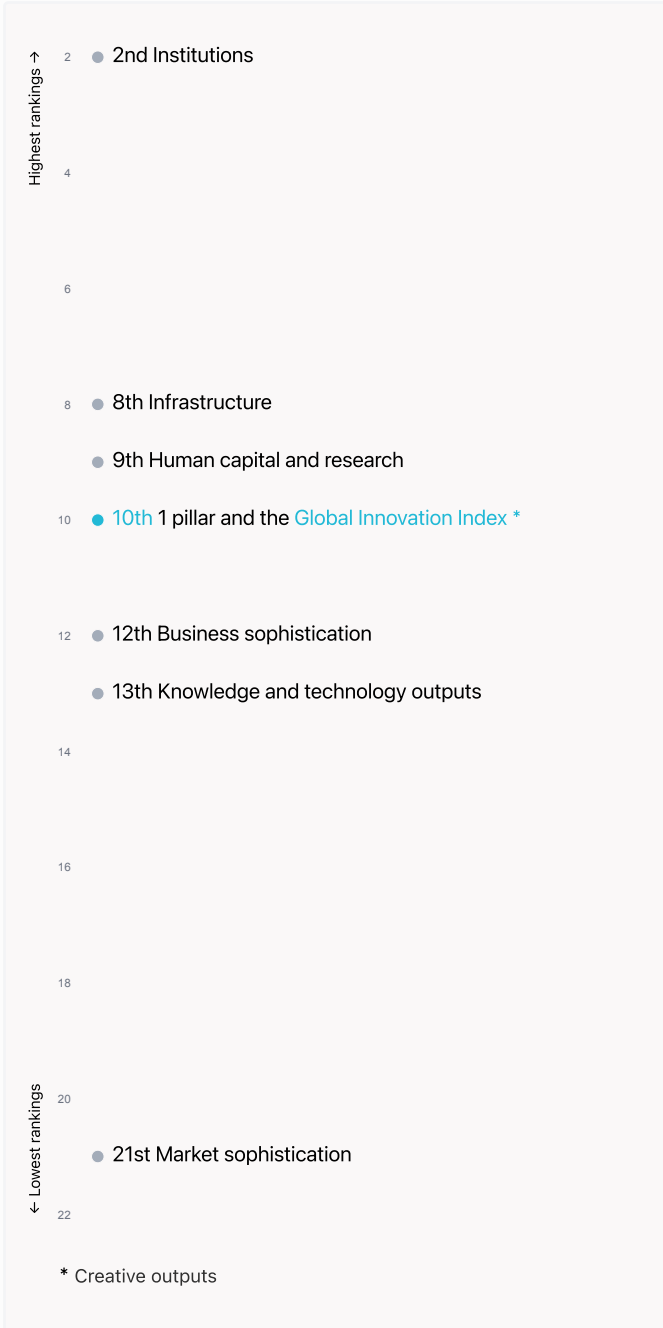 Highest rankings →
2
2nd Institutions
4
6
8
8th Infrastructure
9th Human capital and research
10
10th 1 pillar and the Global Innovation Index *
12
12th Business sophistication
13th Knowledge and technology outputs
14
16
18
← Lowest rankings
20
21st Market sophistication
22
* Creative outputs